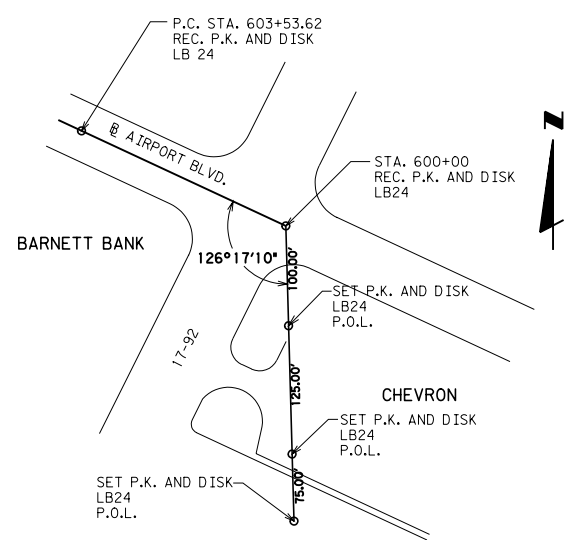 P.C. STA. 603+53.62
REC. P.K. AND DISK
LB 24
N
℄ AIRPORT BLVD.
STA. 600+00
REC. P.K. AND DISK
LB24
BARNETT BANK
126°17'10"
100.00'
SET P.K. AND DISK
LB24
P.O.L.
17-92
125.00'
CHEVRON
SET P.K. AND DISK
LB24
P.O.L.
75.00'
SET P.K. AND DISK
LB24
P.O.L.